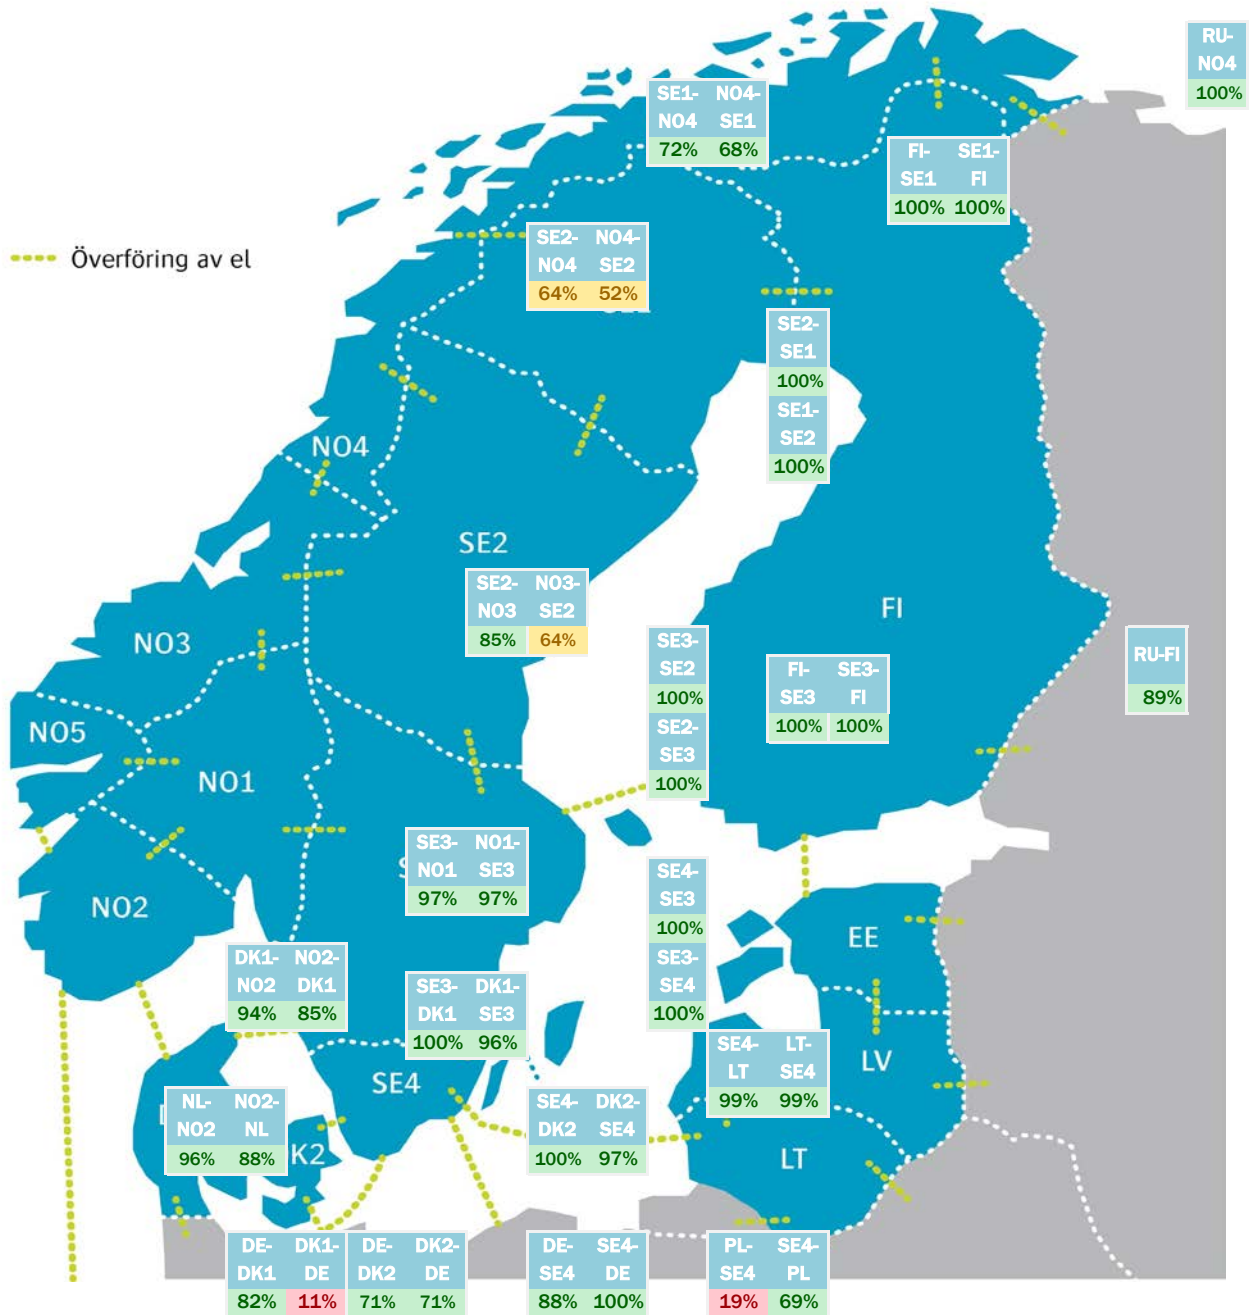 RU-
NO4
100%
SE1- NO4-
NO4 SE1
72% 68%
FI- SE1-
SE1 FI
100% 100%
Överföring av el
SE2- NO4-
NO4 SE2
64% 52%
SE2-
SE1
100%
SE1-
SE2
100%
NO4
SE2
SE2- NO3-
NO3 SE2
85% 64%
FI
NO3
SE3-
SE2
100%
SE2-
SE3
100%
FI- SE3-
SE3 FI
100% 100%
RU-FI
89%
NO5
NO1
SE3- NO1-
NO1 SE3
97% 97%
NO2
SE4-
SE3
100%
SE3-
SE4
100%
EE
DK1- NO2-
NO2 DK1
94% 85%
SE3- DK1-
DK1 SE3
100% 96%
SE4- LT-
LT SE4
99% 99%
LV
SE4
NL- NO2-
NO2 NL
96% 88%
K2
SE4- DK2-
DK2 SE4
100% 97%
LT
DE- DK1- DE- DK2-
DK1 DE DK2 DE
82% 11% 71% 71%
DE- SE4-
SE4 DE
88% 100%
PL- SE4-
SE4 PL
19% 69%